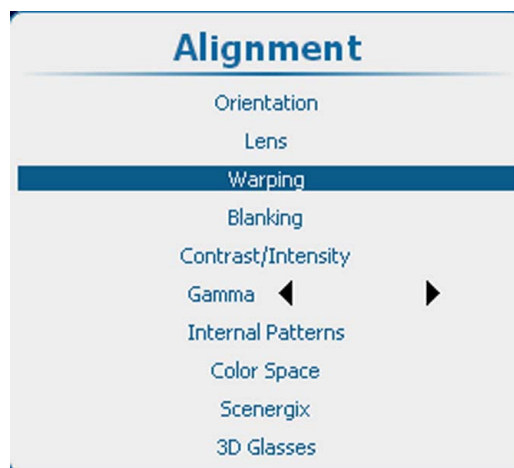 Alignment
Orientation
Lens
Warping
Blanking
Contrast/Intensity
Gamma
Internal Patterns
Color Space
Scenergix
3D Glasses